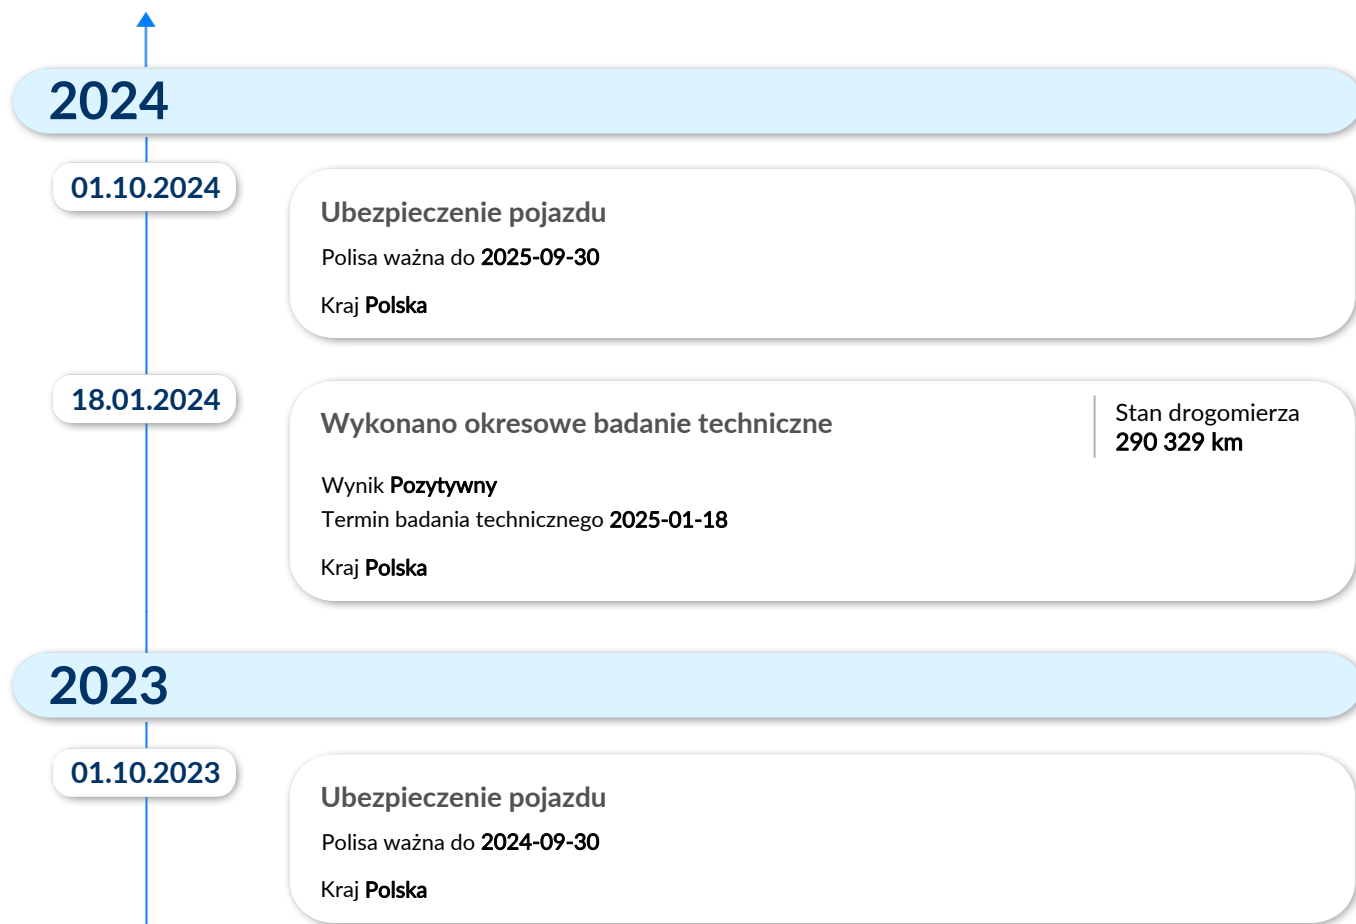 2024
01.10.2024
Ubezpieczenie pojazdu
Polisa ważna do 2025-09-30
Kraj Polska
18.01.2024
Wykonano okresowe badanie techniczne
Stan drogomierza
290 329 km
Wynik Pozytywny
Termin badania technicznego 2025-01-18
Kraj Polska
2023
01.10.2023
Ubezpieczenie pojazdu
Polisa ważna do 2024-09-30
Kraj Polska